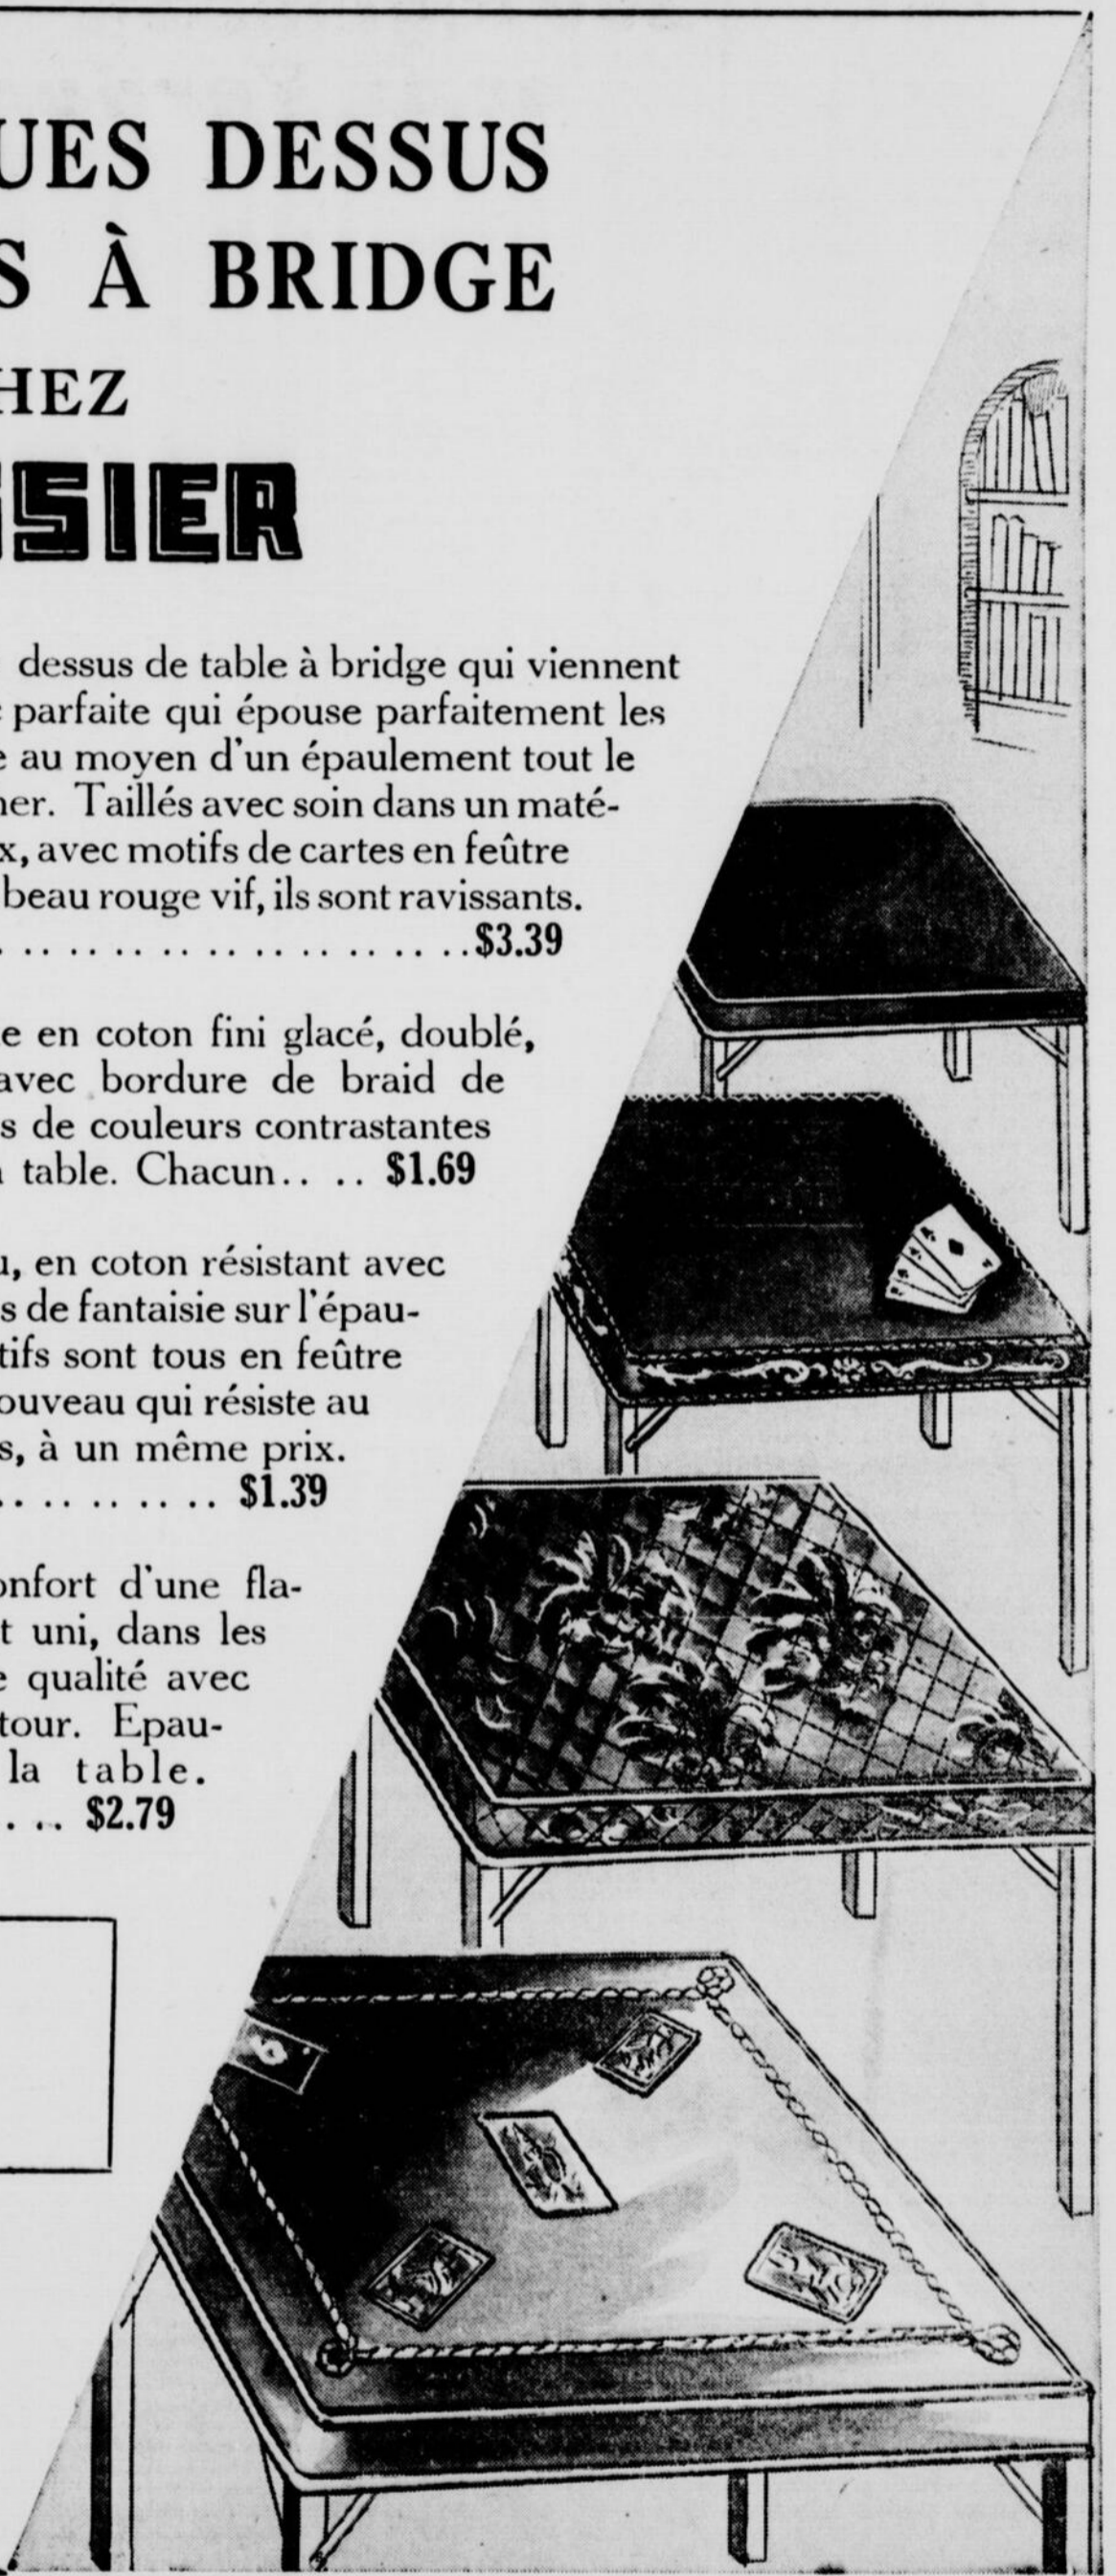 UES DESSUS
S À BRIDGE
HEZ
SSIER
dessus de table à bridge qui viennent
parfaite qui épouse parfaitement les
au moyen d'un épaulement tout le
ner. Taillés avec soin dans un maté-
x, avec motifs de cartes en feûtre
beau rouge vif, ils sont ravissants.
. . . . . . . . . . . . . . . . . . . . . $3.39
e en coton fini glacé, doublé,
avec bordure de braid de
s de couleurs contrastantes
table. Chacun.. .. $1.69
u, en coton résistant avec
s de fantaisie sur l'épau-
tifs sont tous en feûtre
ouveau qui résiste au
s, à un même prix.
. . . . . . . . . . $1.39
onfort d'une fla-
t uni, dans les
e qualité avec
tour. Epau-
la table.
. . . . $2.79